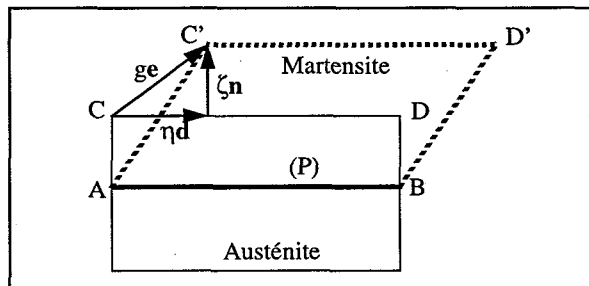 C’ D’
ge Martensite
ζn
C D
ηd
(P)
A B
Austénite